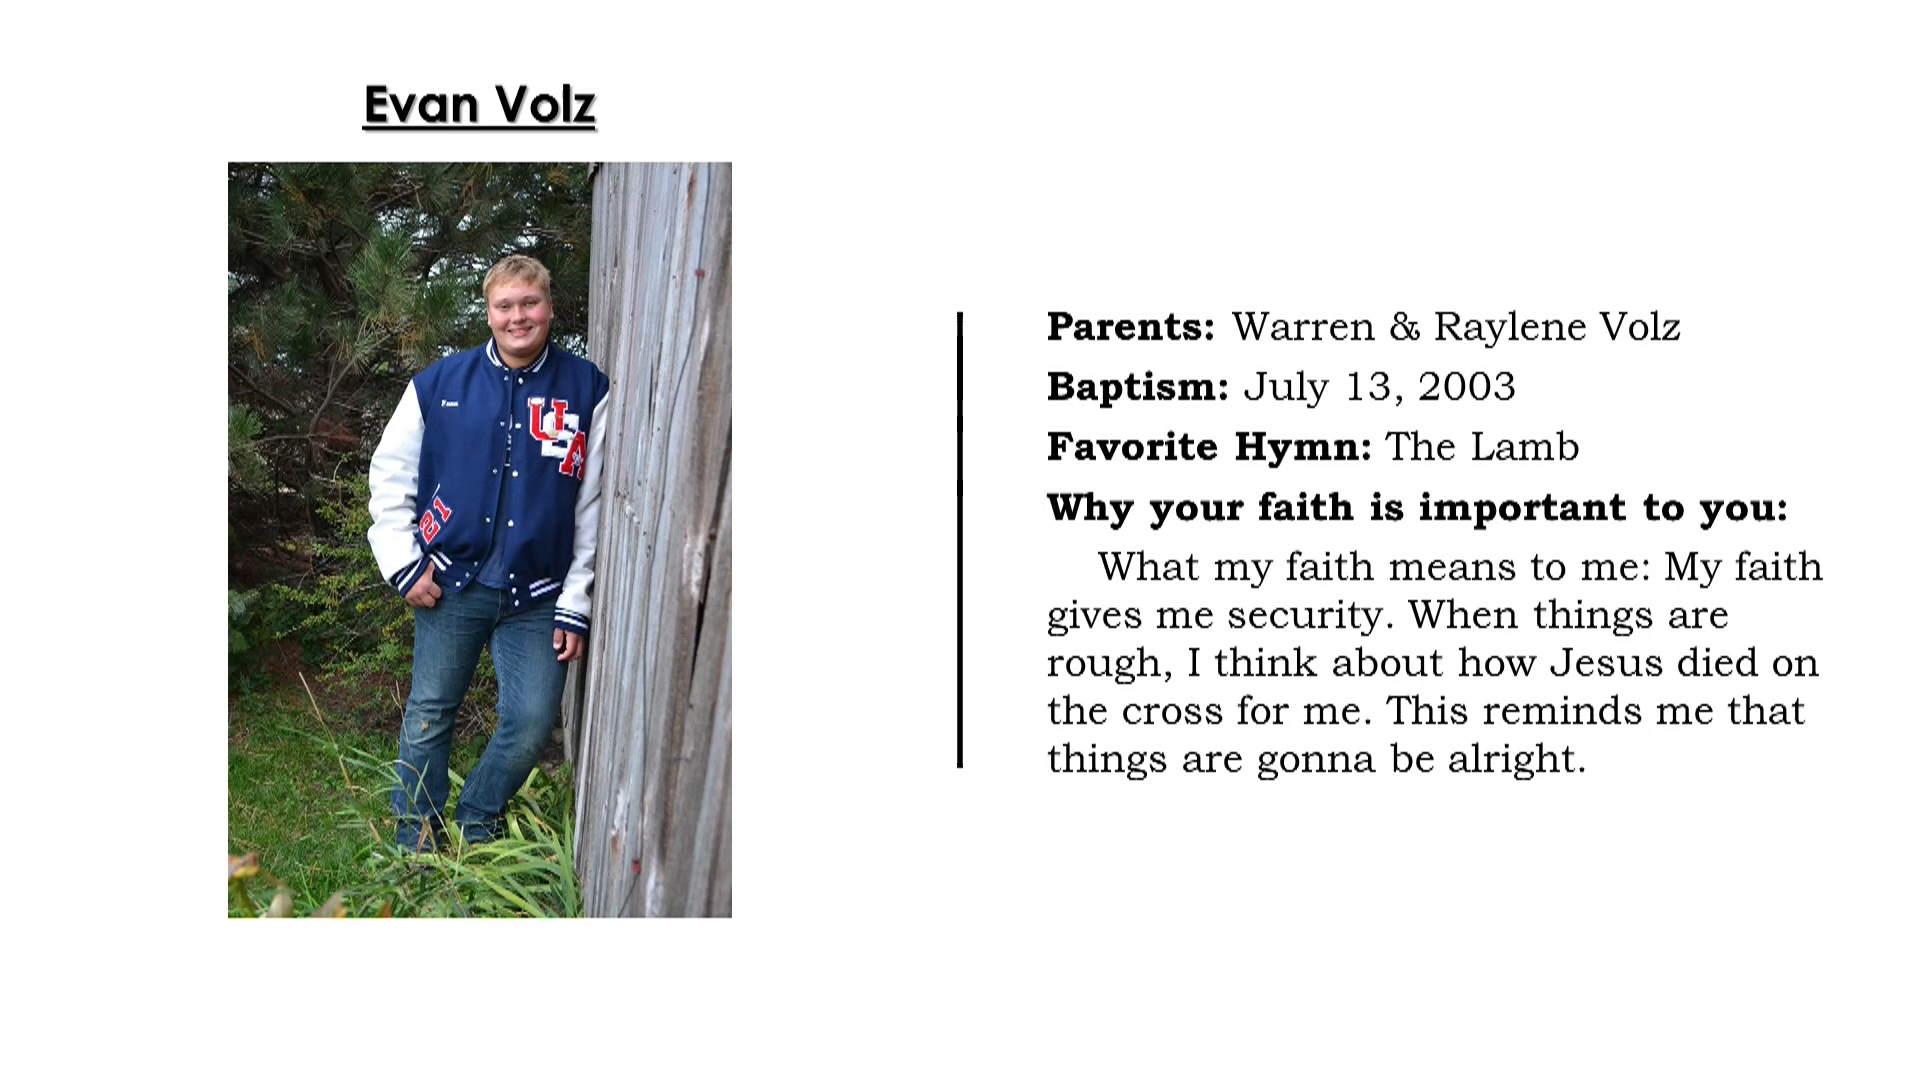 Evan Volz
Evan
USA
21
Parents: Warren & Raylene Volz
Baptism: July 13, 2003
Favorite Hymn: The Lamb
Why your faith is important to you:
What my faith means to me: My faith
gives me security. When things are
rough, I think about how Jesus died on
the cross for me. This reminds me that
things are gonna be alright.